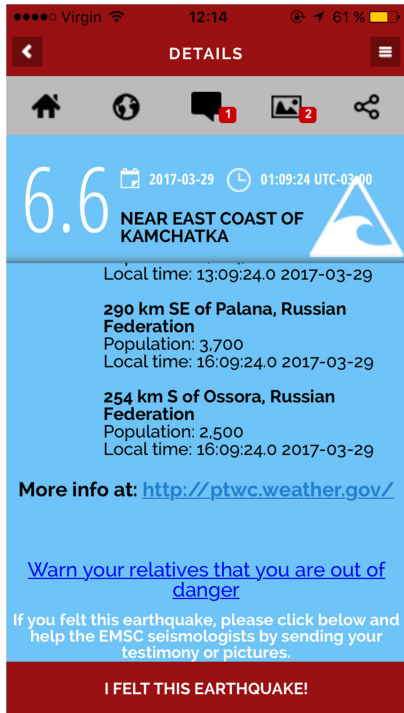 Virgin 12:14 61 %
DETAILS
1 2
6.6
2017-03-29 01:09:24 UTC-03:00
NEAR EAST COAST OF
KAMCHATKA
Local time: 13:09:24.0 2017-03-29
290 km SE of Palana, Russian
Federation
Population: 3,700
Local time: 16:09:24.0 2017-03-29
254 km S of Ossora, Russian
Federation
Population: 2,500
Local time: 16:09:24.0 2017-03-29
More info at: http://ptwc.weather.gov/
Warn your relatives that you are out of
danger
If you felt this earthquake, please click below and
help the EMSC seismologists by sending your
testimony or pictures.
I FELT THIS EARTHQUAKE!